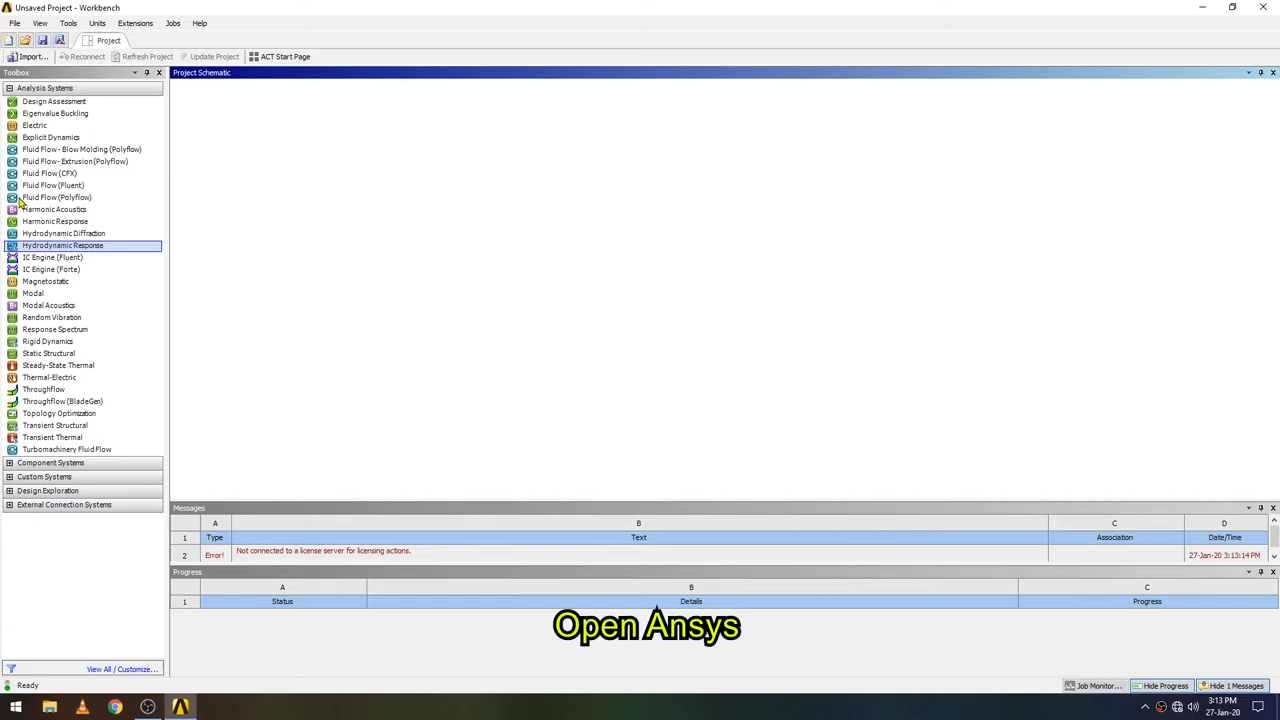 Unsaved Project - Workbench
File View Tools Units Extensions Jobs Help
Project
Import... Reconnect Refresh Project Update Project ACT Start Page
Toolbox
Project Schematic
Analysis Systems
Design Assessment
Eigenvalue Buckling
Electric
Explicit Dynamics
Fluid Flow - Blow Molding (Polyflow)
Fluid Flow- Extrusion (Polyflow)
Fluid Flow (CFX)
Fluid Flow (Fluent)
Fluid Flow (Polyflow)
Harmonic Acoustics
Harmonic Response
Hydrodynamic Diffraction
Hydrodynamic Response
IC Engine (Fluent)
IC Engine (Forte)
Magnetostatic
Modal
Modal Acoustics
Random Vibration
Response Spectrum
Rigid Dynamics
Static Structural
Steady-State Thermal
Thermal-Electric
Throughflow
Throughflow (BladeGen)
Topology Optimization
Transient Structural
Transient Thermal
Turbomachinery Fluid Flow
Component Systems
Custom Systems
Design Exploration
External Connection Systems
View All / Customize...
Messages
A B C D
1 Type Text Association Date/Time
2 Error! Not connected to a license server for licensing actions. 27-Jan-20 3:13:14 PM
Progress
A B C
1 Status Details Progress
Open Ansys
Ready
Job Monitor... Hide Progress Hide 1 Messages
3:13 PM
27-Jan-20